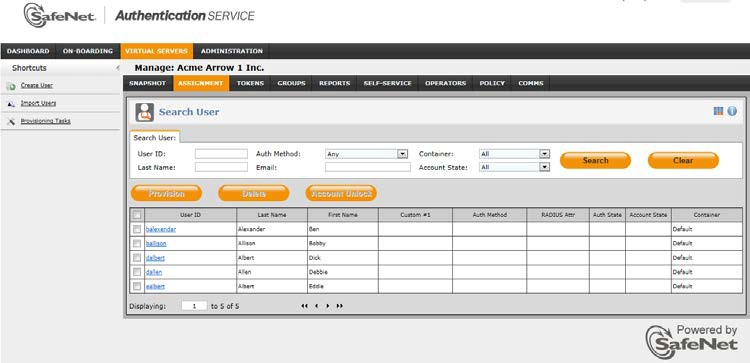 SafeNet. Authentication SERVICE
DASHBOARD ON-BOARDING VIRTUAL SERVERS ADMINISTRATION
Shortcuts
Manage: Acme Arrow 1 Inc.
Create User
Import Users
Provisioning Tasks
SNAPSHOT ASSIGNMENT TOKENS GROUPS REPORTS SELF-SERVICE OPERATORS POLICY COMMS
Search User
Search User:
User ID: Auth Method: Any Container: All
Last Name: Email: Account State: All
Search Clear
Provision Delete Account Unlock
User ID Last Name First Name Custom #1 Auth Method RADIUS Attr Auth State Account State Container
balexendar Alexander Ben Default
ballison Allison Bobby Default
dalbert Albert Dick Default
dallen Allen Debbie Default
ealbert Albert Eddie Default
Displaying: 1 to 5 of 5
Powered by
SafeNet.